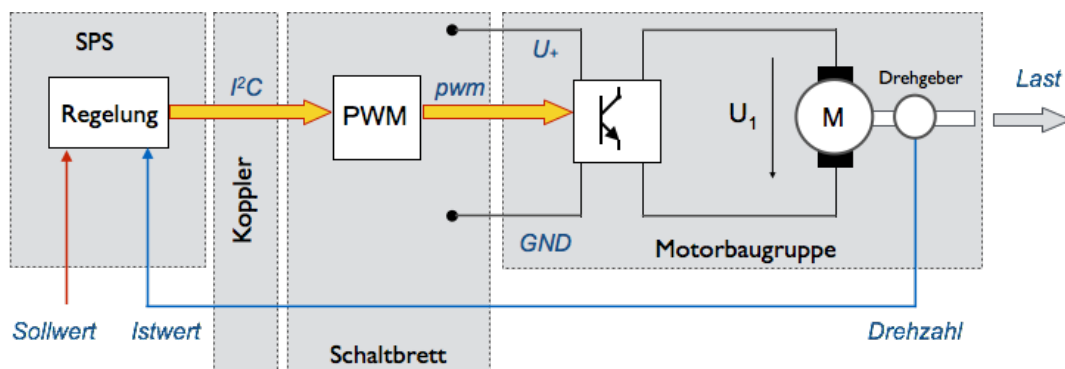 SPS
Regelung
I²C
Koppler
PWM
pwm
U+
GND
U1
M
Drehgeber
Last
Motorbaugruppe
Sollwert
Istwert
Schaltbrett
Drehzahl